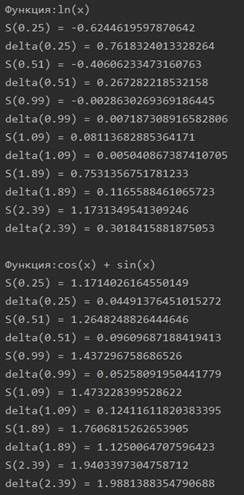 Функция:ln(x)
S(0.25) = -0.6244619597870642
delta(0.25) = 0.7618324013328264
S(0.51) = -0.40606233473160763
delta(0.51) = 0.267282218532158
S(0.99) = -0.0028630269369186445
delta(0.99) = 0.007187308916582806
S(1.09) = 0.08113682885364171
delta(1.09) = 0.005040867387410705
S(1.89) = 0.7531356751781233
delta(1.89) = 0.1165588461065723
S(2.39) = 1.1731349541309246
delta(2.39) = 0.3018415881875053
Функция:cos(x) + sin(x)
S(0.25) = 1.1714026164550149
delta(0.25) = 0.04491376451015272
S(0.51) = 1.2648248826444646
delta(0.51) = 0.09609687188419413
S(0.99) = 1.437296758686526
delta(0.99) = 0.05258091950441779
S(1.09) = 1.473228399528622
delta(1.09) = 0.12411611820383395
S(1.89) = 1.7606815262653905
delta(1.89) = 1.1250064707596423
S(2.39) = 1.9403397304758712
delta(2.39) = 1.9881388354790688